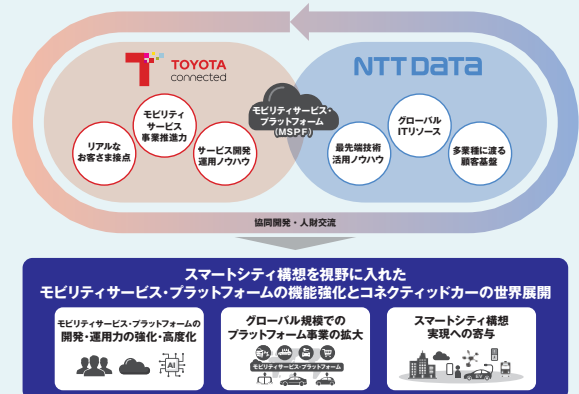 TOYOTA
connected
NTT DATA
モビリティサービス・
プラットフォーム
(MSPF)
リアルな
お客さま接点
モビリティ
サービス
事業推進力
サービス開発
運用ノウハウ
最先端技術
活用ノウハウ
グローバル
ITリソース
多業種に渡る
顧客基盤
協同開発・人財交流
スマートシティ構想を視野に入れた
モビリティサービス・プラットフォームの機能強化とコネクティッドカーの世界展開
モビリティサービス・プラットフォームの
開発・運用力の強化・高度化
AI
グローバル規模での
プラットフォーム事業の拡大
モビリティサービス・プラットフォーム
スマートシティ構想
実現への寄与